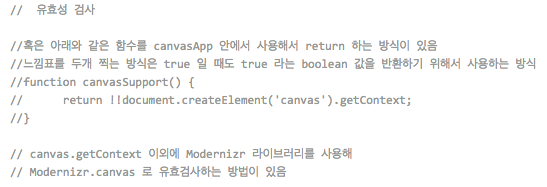 //  유효성 검사
//혹은 아래와 같은 함수를 canvasApp 안에서 사용해서 return 하는 방식이 있음
//느낌표를 두개 찍는 방식은 true 일 때도 true 라는 boolean 값을 반환하기 위해서 사용하는 방식
//function canvasSupport() {
//      return !!document.createElement('canvas').getContext;
//}
// canvas.getContext 이외에 Modernizr 라이브러리를 사용해
// Modernizr.canvas 로 유효검사하는 방법이 있음